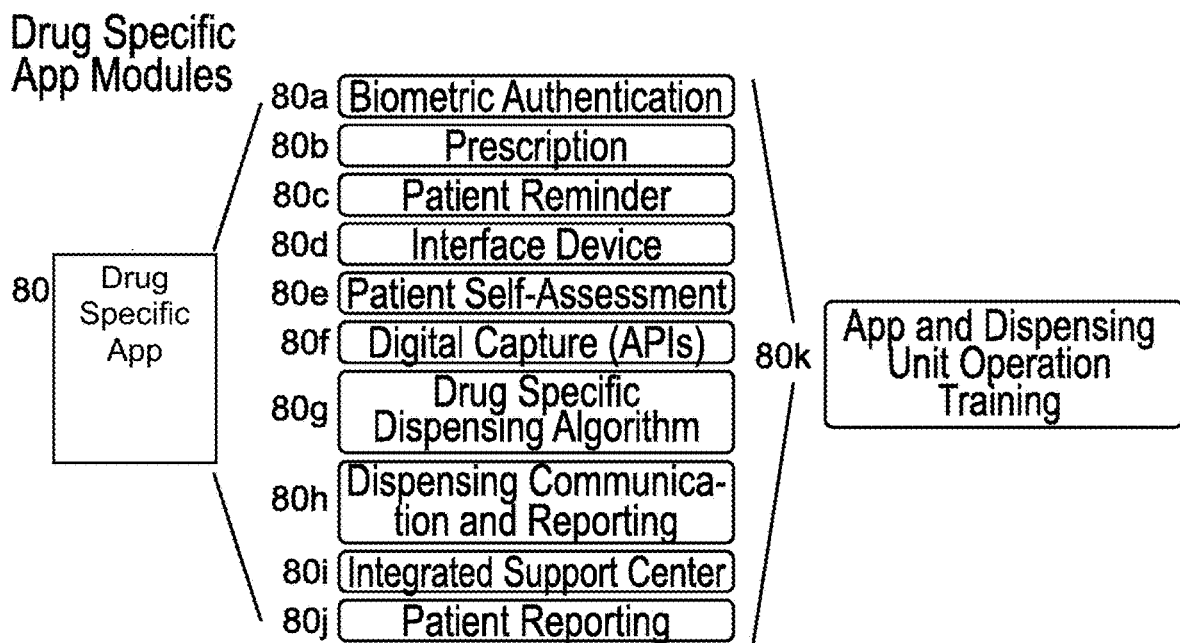 Drug Specific
App Modules
80a Biometric Authentication
80b Prescription
80c Patient Reminder
80d Interface Device
80e Patient Self-Assessment
80f Digital Capture (APIs)
80g Drug Specific
Dispensing Algorithm
80h Dispensing Communica-
tion and Reporting
80i Integrated Support Center
80j Patient Reporting
80 Drug
Specific
App
80k App and Dispensing
Unit Operation
Training